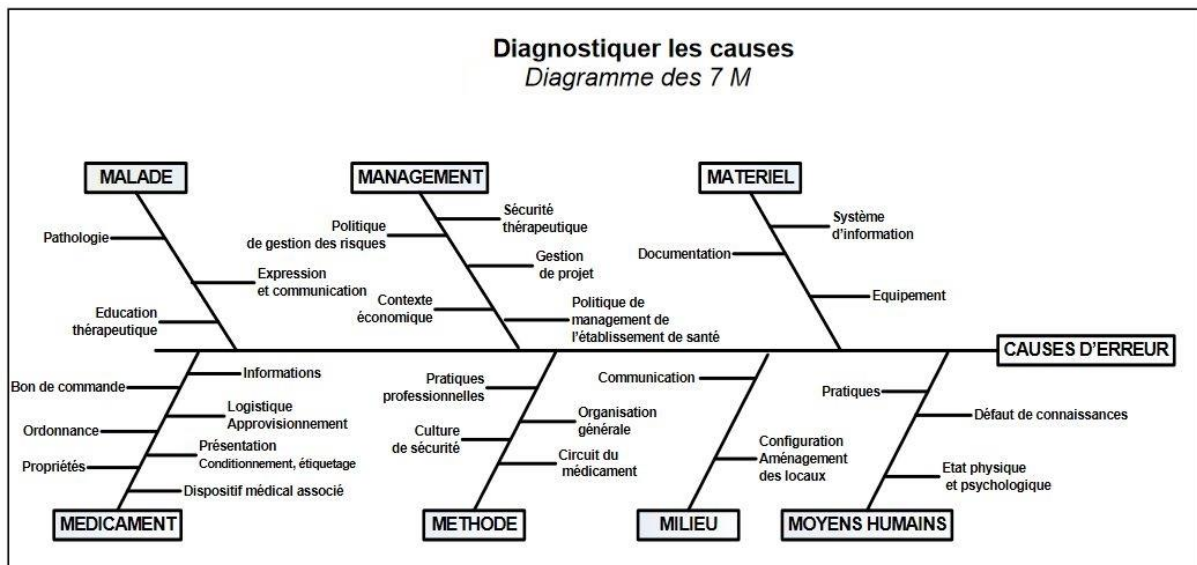 Diagnostiquer les causes
Diagramme des 7 M
MALADE
Pathologie
Expression
et communication
Education
thérapeutique
MANAGEMENT
Politique
de gestion des risques
Sécurité
thérapeutique
Gestion
de projet
Contexte
économique
Politique de
management de
l'établissement de santé
MATERIEL
Système
d'information
Documentation
Equipement
CAUSES D'ERREUR
Informations
Bon de commande
Logistique
Approvisionnement
Ordonnance
Présentation
Conditionnement, étiquetage
Propriétés
Dispositif médical associé
MEDICAMENT
Pratiques
professionnelles
Organisation
générale
Culture
de sécurité
Circuit du
médicament
METHODE
Communication
Configuration
Aménagement
des locaux
MILIEU
Pratiques
Défaut de connaissances
Etat physique
et psychologique
MOYENS HUMAINS